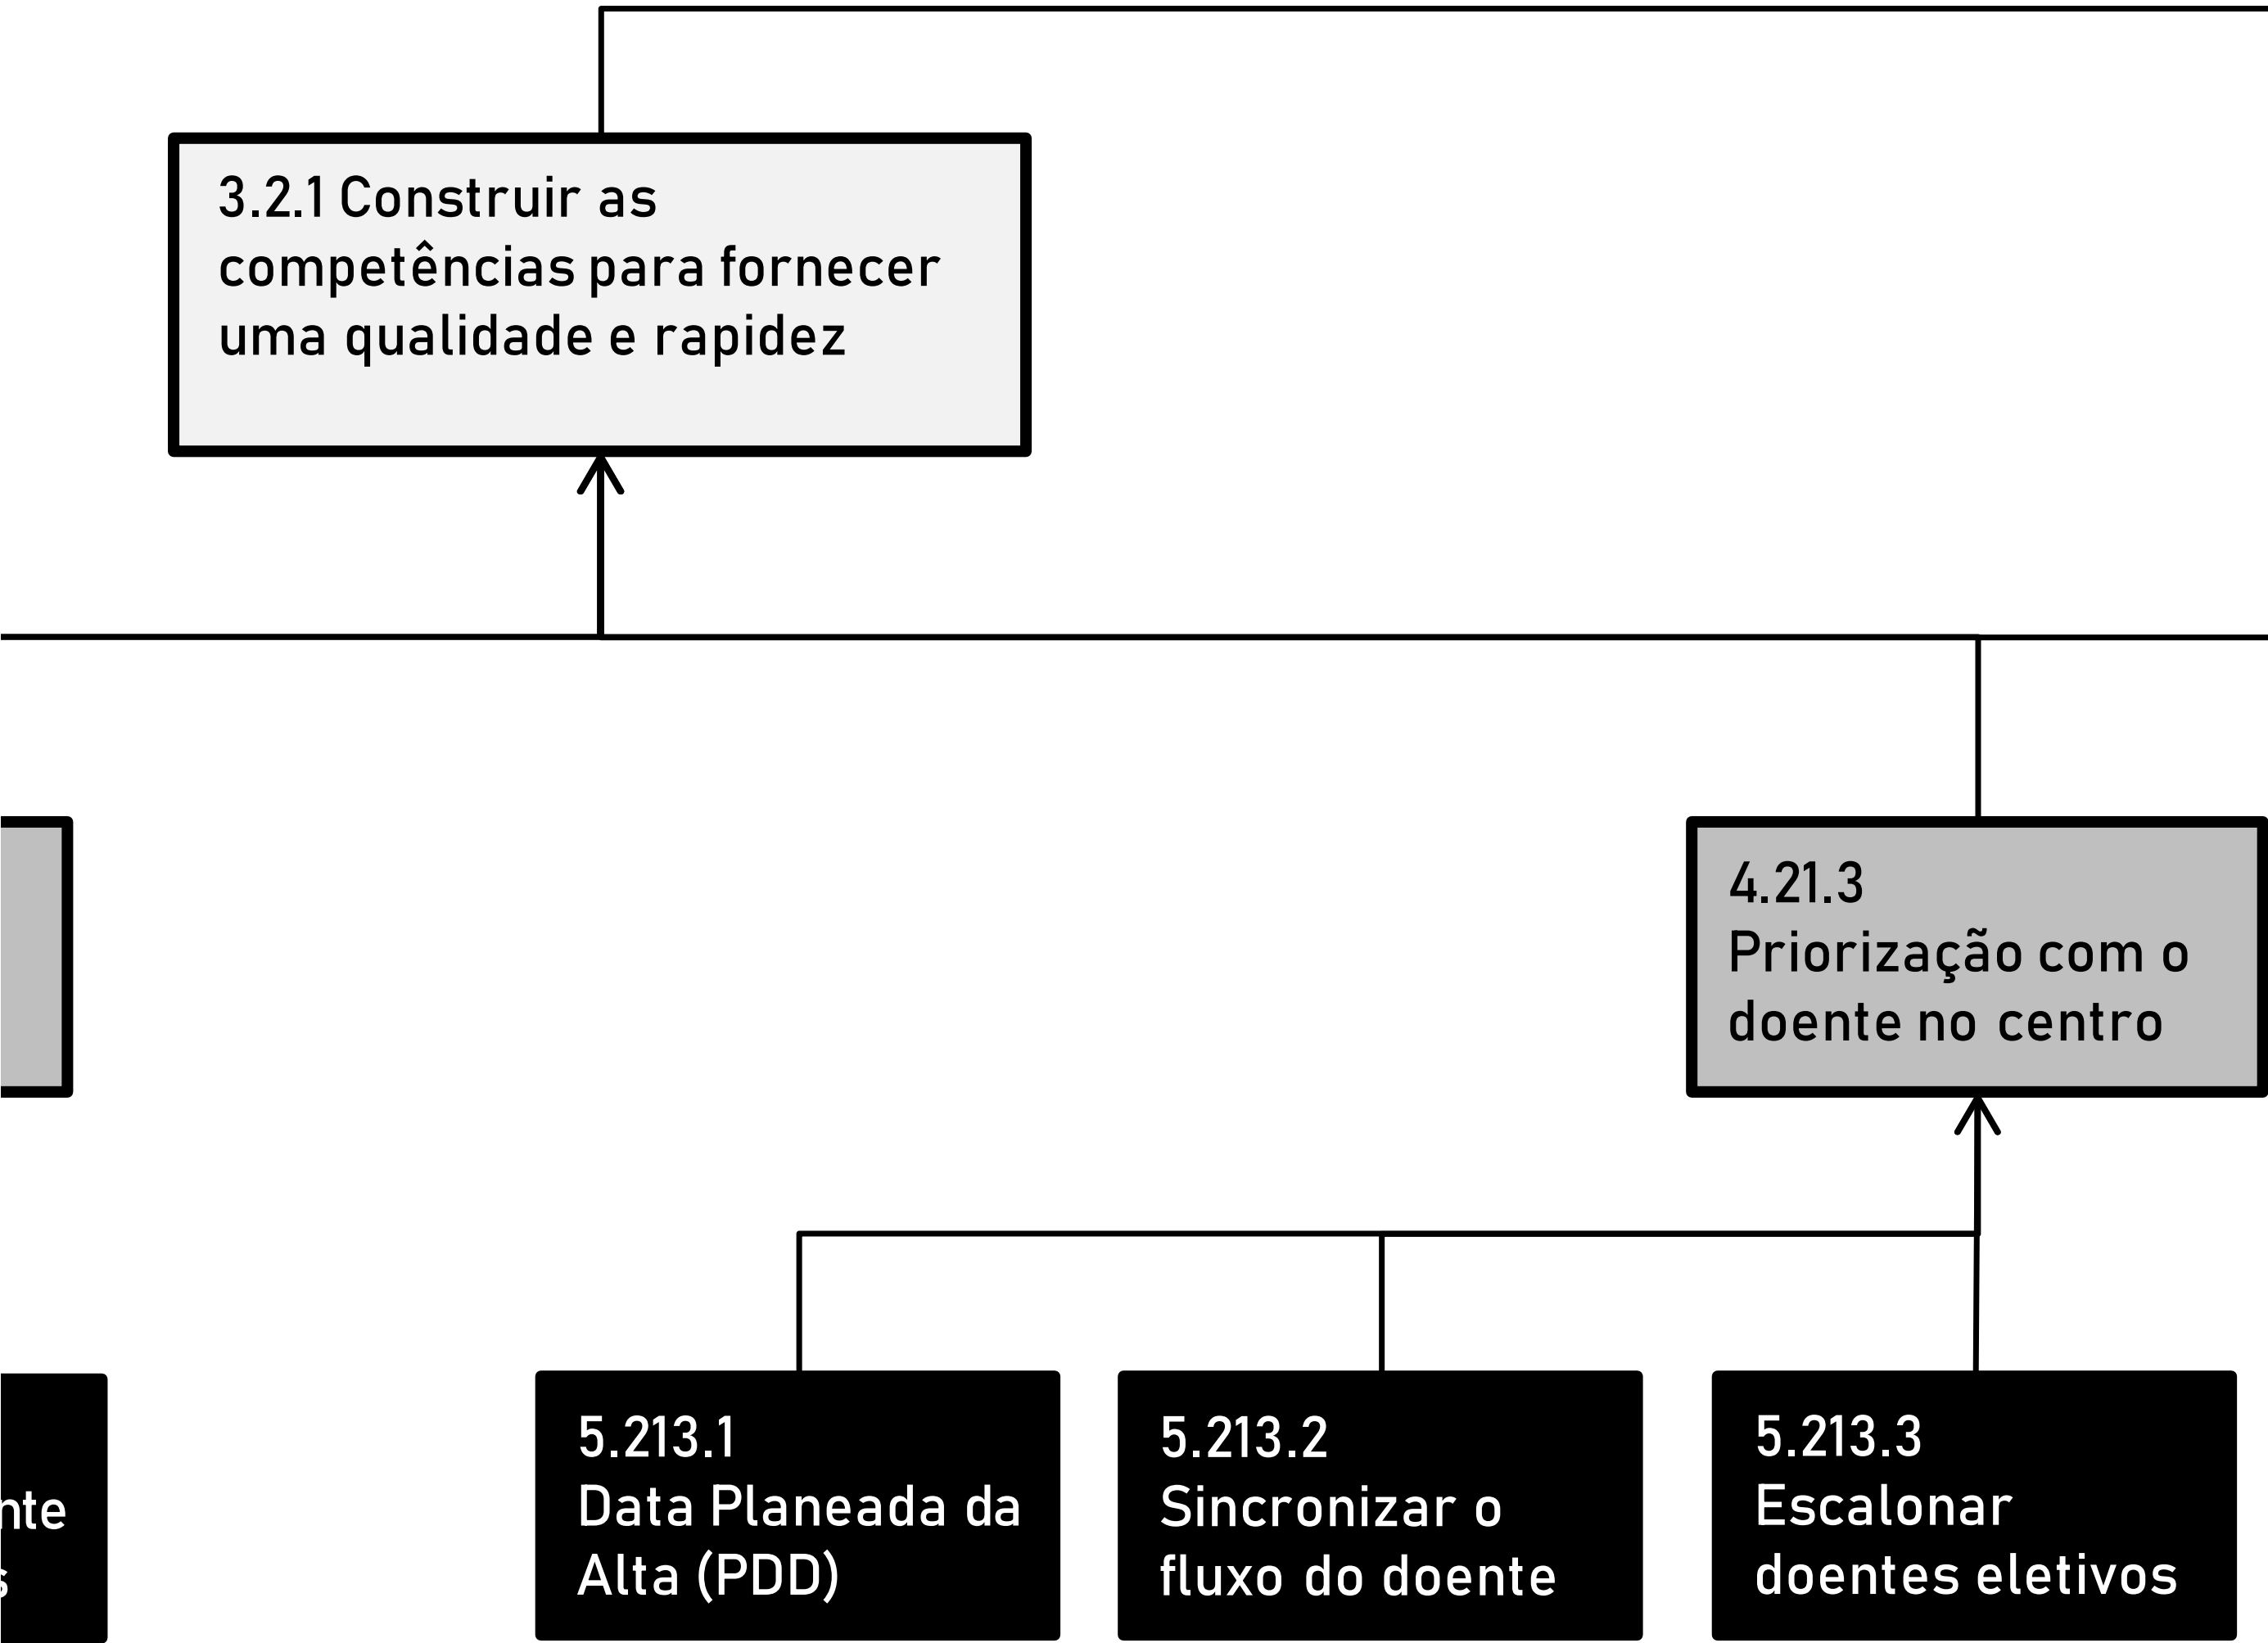 3.2.1 Construir as
competências para fornecer
uma qualidade e rapidez
4.21.3
Priorização com o
doente no centro
5.213.1
Data Planeada da
Alta (PDD)
5.213.2
Sincronizar o
fluxo do doente
5.213.3
Escalonar
doentes eletivos